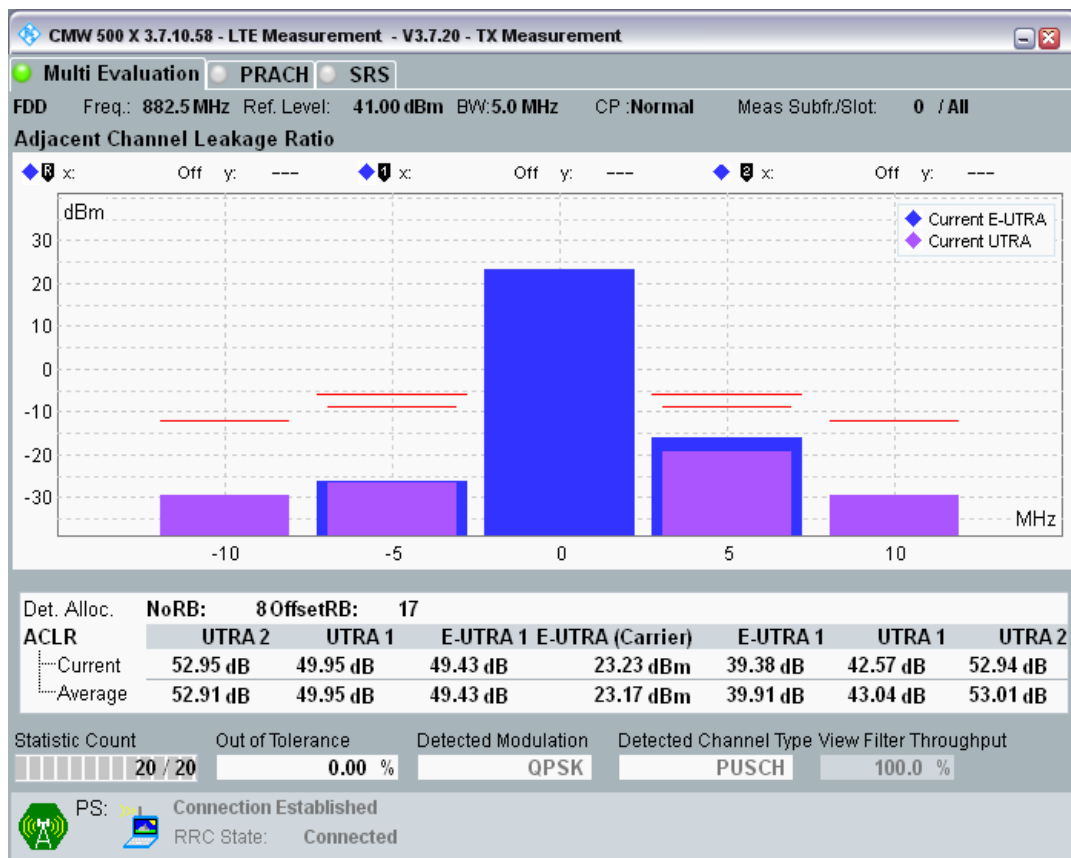 CMW 500 X 3.7.10.58 - LTE Measurement - V3.7.20 - TX Measurement
Multi Evaluation PRACH SRS
FDD Freq.: 882.5 MHz Ref. Level: 41.00 dBm BW:5.0 MHz CP :Normal Meas Subfr./Slot: 0 / All
Adjacent Channel Leakage Ratio
R x: Off y: --- 1 x: Off y: --- 2 x: Off y: ---
dBm
Current E-UTRA
Current UTRA
30
20
10
0
-10
-20
-30
MHz
-10 -5 0 5 10
Det. Alloc. NoRB: 8 OffsetRB: 17
ACLR UTRA 2 UTRA 1 E-UTRA 1 E-UTRA (Carrier) E-UTRA 1 UTRA 1 UTRA 2
Current 52.95 dB 49.95 dB 49.43 dB 23.23 dBm 39.38 dB 42.57 dB 52.94 dB
Average 52.91 dB 49.95 dB 49.43 dB 23.17 dBm 39.91 dB 43.04 dB 53.01 dB
Statistic Count Out of Tolerance Detected Modulation Detected Channel Type View Filter Throughput
20 / 20 0.00 % QPSK PUSCH 100.0 %
PS: Connection Established
RRC State: Connected